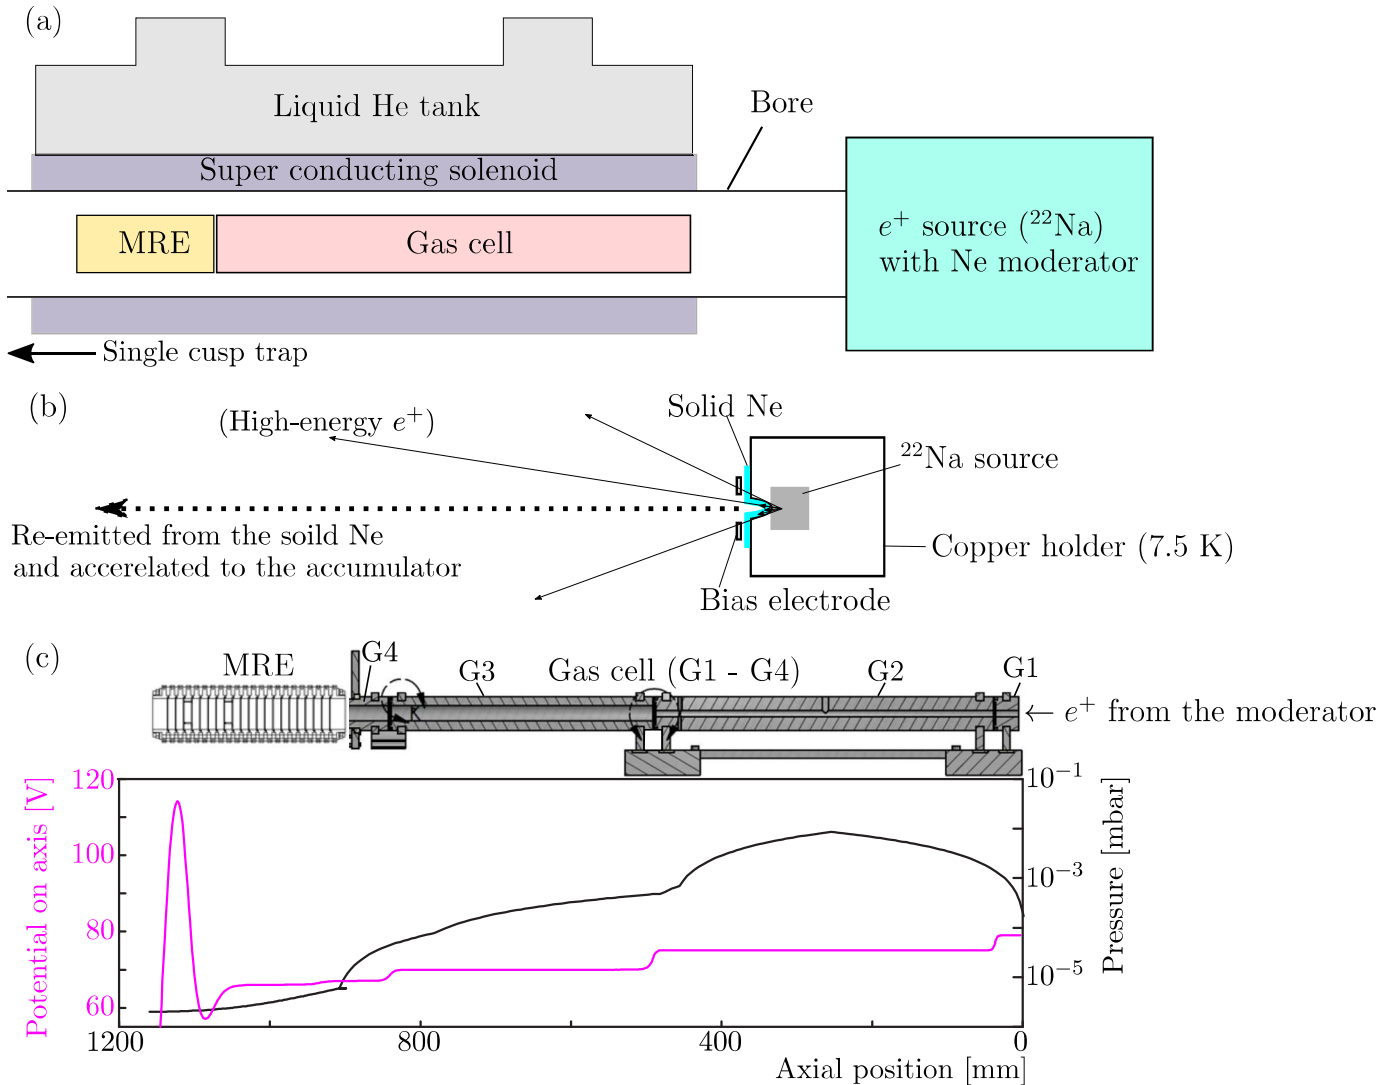 (a)
Liquid He tank
Bore
Super conducting solenoid
MRE
Gas cell
e⁺ source (²²Na)
with Ne moderator
Single cusp trap
(b)
(High-energy e⁺)
Solid Ne
²²Na source
Re-emitted from the soild Ne
and accerelated to the accumulator
Copper holder (7.5 K)
Bias electrode
(c)
MRE
G4
G3
Gas cell (G1 - G4)
G2
G1
← e⁺ from the moderator
Potential on axis [V]
120
100
80
60
10⁻¹
10⁻³
10⁻⁵
Pressure [mbar]
1200
800
400
0
Axial position [mm]